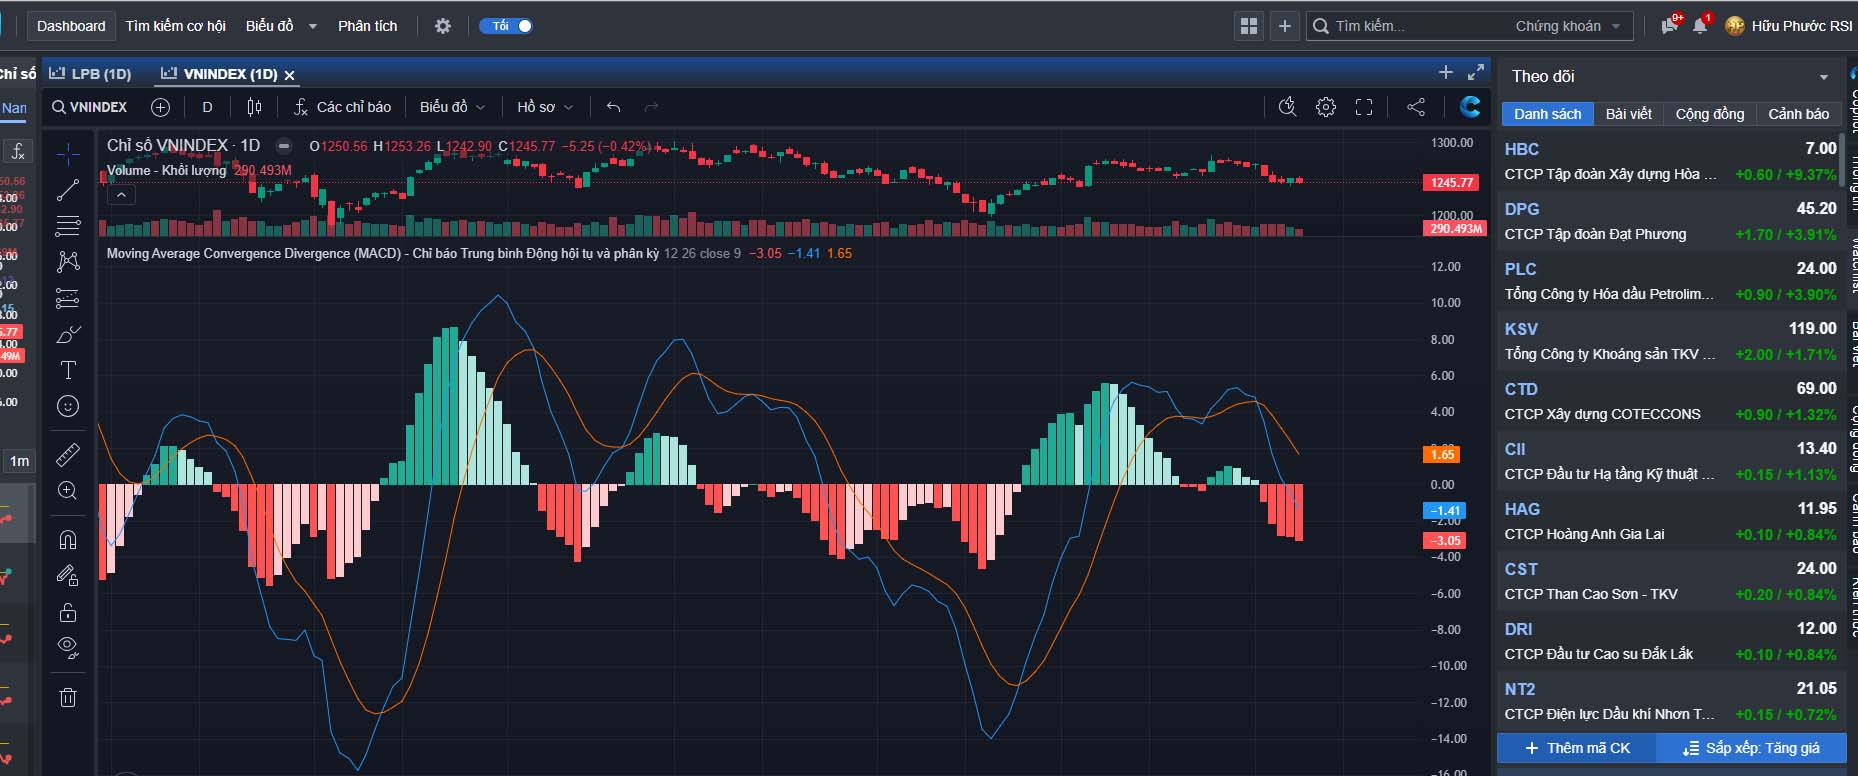 Dashboard Tìm kiếm cơ hội Biểu đồ Phân tích Tối Tìm kiếm... Chứng khoán 9+ 1 Hữu Phước RSI
LPB (1D) VNINDEX (1D)
VNINDEX D Các chỉ báo Biểu đồ Hồ sơ
Chỉ số VNINDEX · 1D O1250.56 H1253.26 L1242.90 C1245.77 −5.25 (−0.42%)
Volume - Khối lượng 290.493M
1300.00
1245.77
1200.00
290.493M
Moving Average Convergence Divergence (MACD) - Chỉ báo Trung bình Động hội tụ và phân kỳ 12 26 close 9 −3.05 −1.41 1.65
12.00
10.00
8.00
6.00
4.00
1.65
0.00
−1.41
−2.00
−3.05
−4.00
−6.00
−8.00
−10.00
−12.00
−14.00
−16.00
Chỉ số
1m
Theo dõi
Danh sách Bài viết Cộng đồng Cảnh báo
HBC 7.00
CTCP Tập đoàn Xây dựng Hòa ... +0.60 / +9.37%
DPG 45.20
CTCP Tập đoàn Đạt Phương +1.70 / +3.91%
PLC 24.00
Tổng Công ty Hóa dầu Petrolim... +0.90 / +3.90%
KSV 119.00
Tổng Công ty Khoáng sản TKV ... +2.00 / +1.71%
CTD 69.00
CTCP Xây dựng COTECCONS +0.90 / +1.32%
CII 13.40
CTCP Đầu tư Hạ tầng Kỹ thuật ... +0.15 / +1.13%
HAG 11.95
CTCP Hoàng Anh Gia Lai +0.10 / +0.84%
CST 24.00
CTCP Than Cao Sơn - TKV +0.20 / +0.84%
DRI 12.00
CTCP Đầu tư Cao su Đắk Lắk +0.10 / +0.84%
NT2 21.05
CTCP Điện lực Dầu khí Nhơn T... +0.15 / +0.72%
Thêm mã CK Sắp xếp: Tăng giá